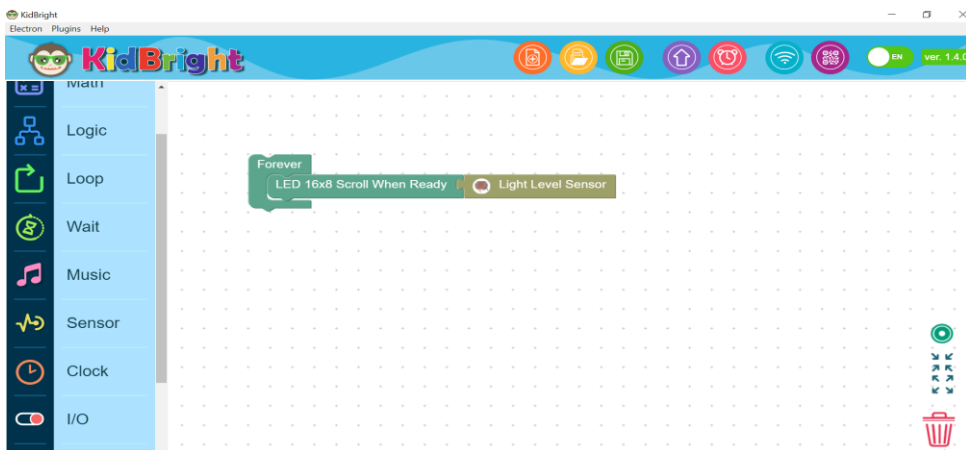 KidBright
Electron Plugins Help
KidBright
EN
ver. 1.4.0
Math
Logic
Loop
Wait
Music
Sensor
Clock
I/O
Forever
LED 16x8 Scroll When Ready Light Level Sensor